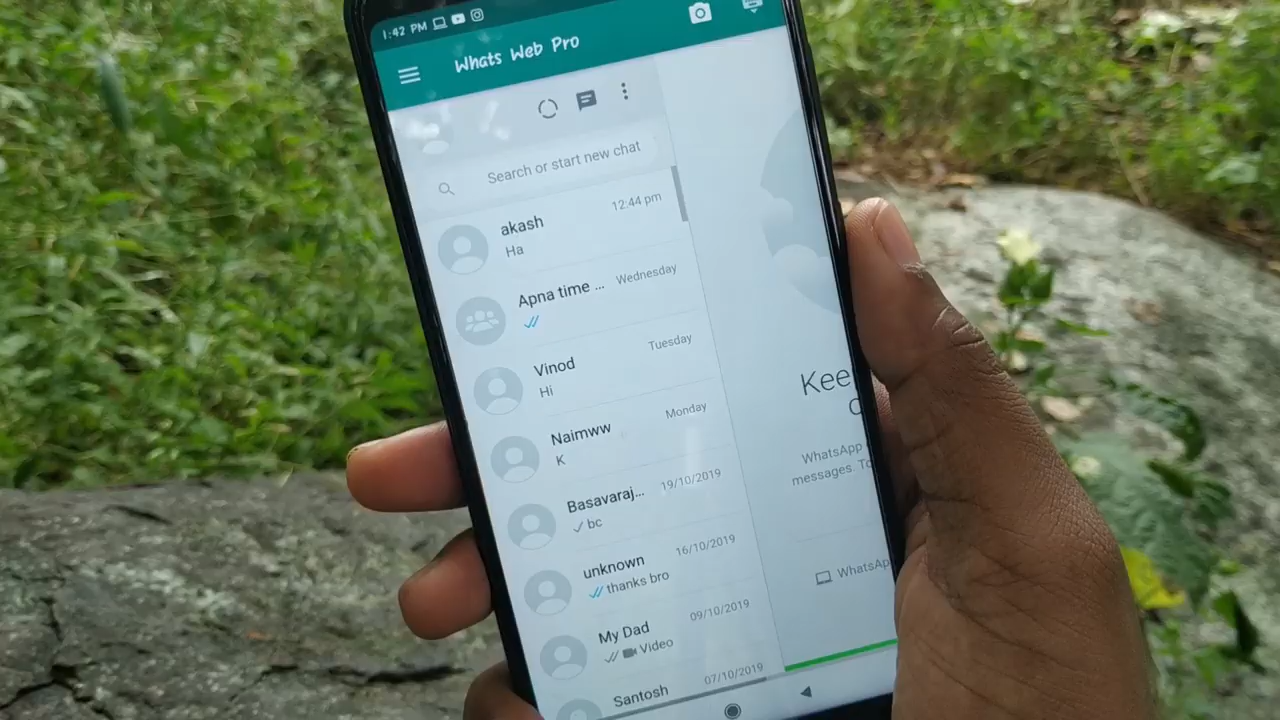 1:42 PM
Whats Web Pro
Search or start new chat
akash 12:44 pm
Ha
Apna time ... Wednesday
Vinod Tuesday
Hi
Naimww Monday
K
Basavaraj... 19/10/2019
bc
unknown 16/10/2019
thanks bro
My Dad 09/10/2019
Video
Santosh 07/10/2019
Kee
WhatsApp
messages. To
WhatsAp